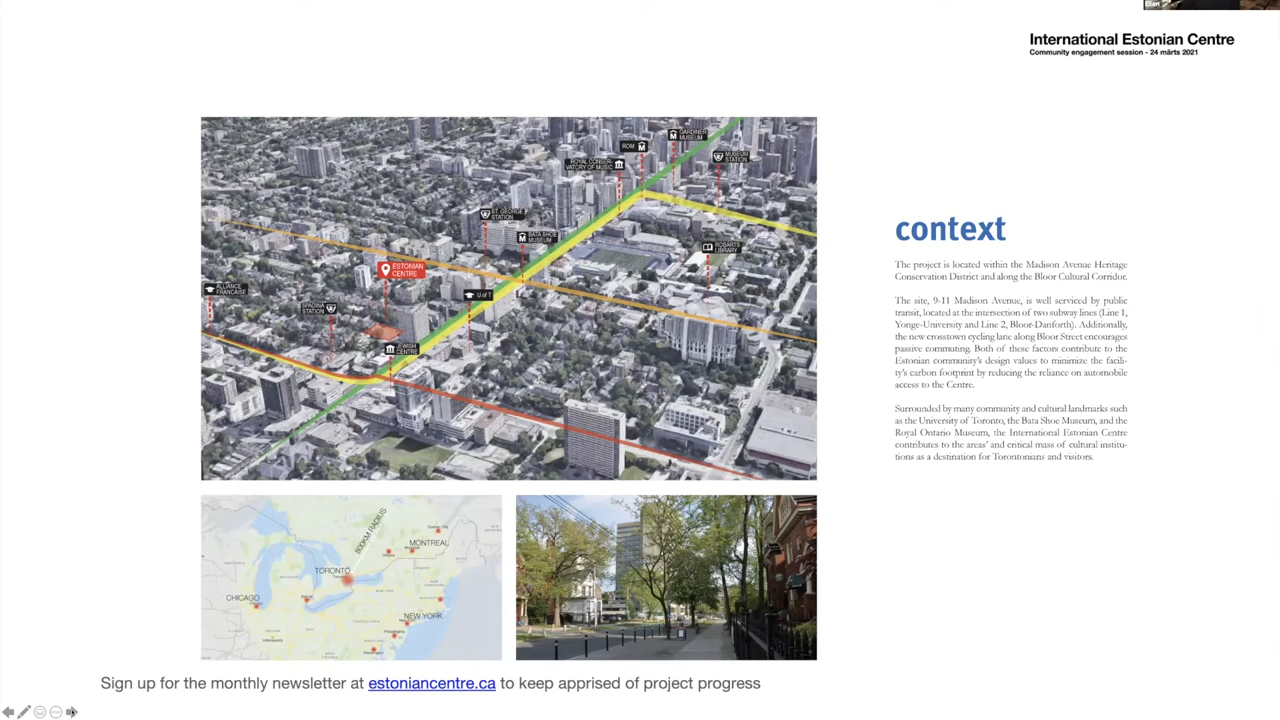 Ellen
International Estonian Centre
Community engagement session - 24 märts 2021
GARDINER
MUSEUM
ROM
MUSEUM
STATION
ROYAL CONSER-
VATORY OF MUSIC
ST. GEORGE
STATION
BATA SHOE
MUSEUM
ROBARTS
LIBRARY
ESTONIAN
CENTRE
ALLIANCE
FRANCAISE
U of T
SPADINA
STATION
JEWISH
CENTRE
context
The project is located within the Madison Avenue Heritage
Conservation District and along the Bloor Cultural Corridor.
The site, 9-11 Madison Avenue, is well serviced by public
transit, located at the intersection of two subway lines (Line 1,
Yonge-University and Line 2, Bloor-Danforth). Additionally,
the new crosstown cycling lane along Bloor Street encourages
passive commuting. Both of these factors contribute to the
Estonian community's design values to minimize the facili-
ty's carbon footprint by reducing the reliance on automobile
access to the Centre.
Surrounded by many community and cultural landmarks such
as the University of Toronto, the Bata Shoe Museum, and the
Royal Ontario Museum, the International Estonian Centre
contributes to the areas' and critical mass of cultural institu-
tions as a destination for Torontonians and visitors.
800KM RADIUS
MONTREAL
TORONTO
CHICAGO
NEW YORK
Philadelphia
Sign up for the monthly newsletter at estoniancentre.ca to keep apprised of project progress